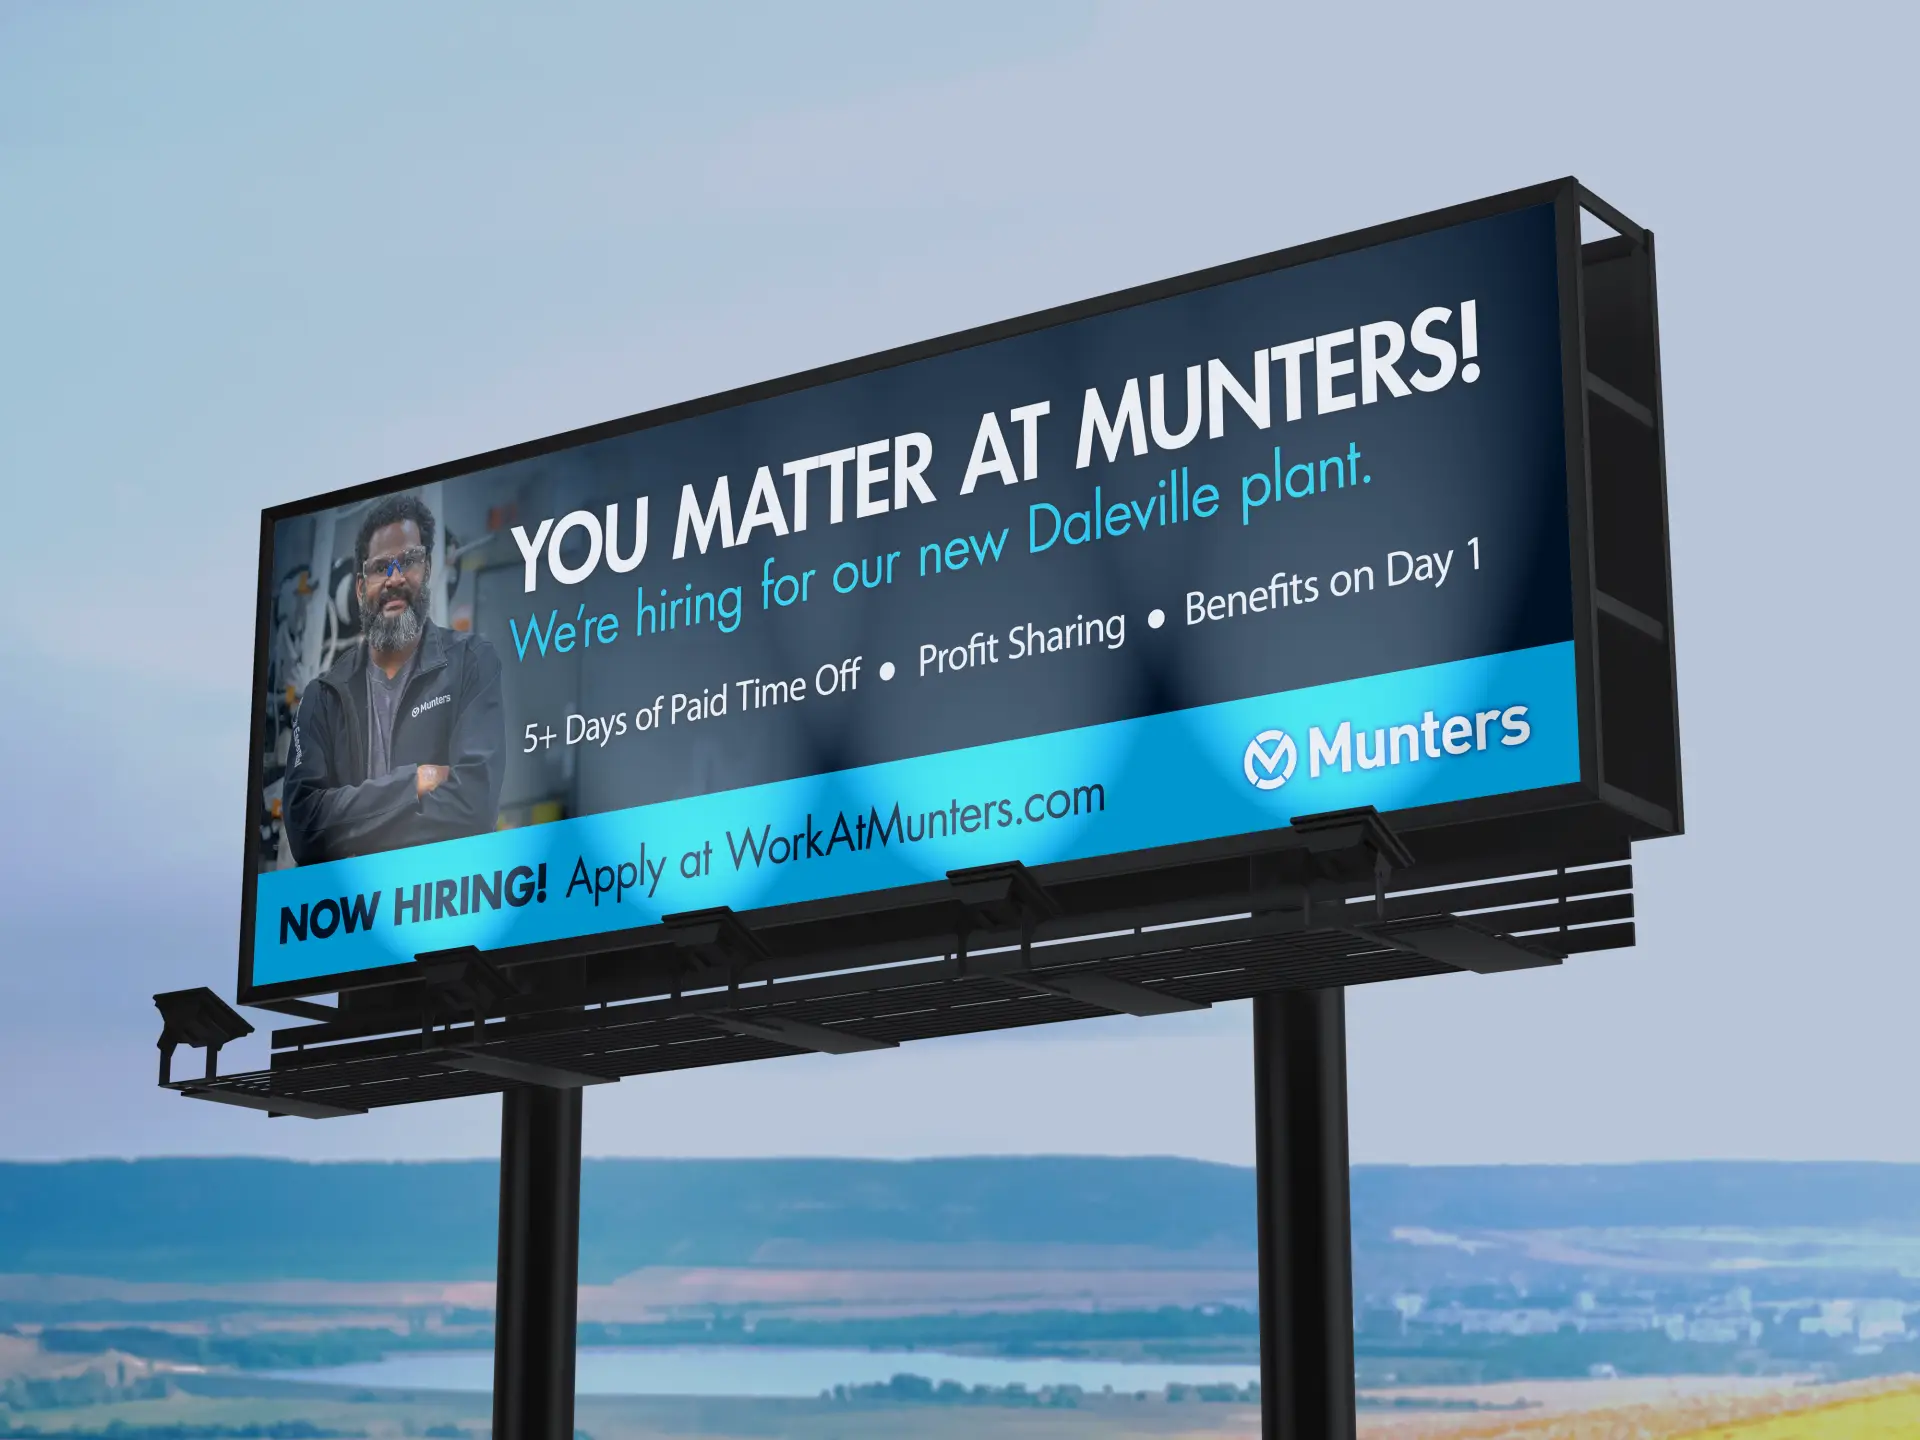 YOU MATTER AT MUNTERS!
We're hiring for our new Daleville plant.
5+ Days of Paid Time Off • Profit Sharing • Benefits on Day 1
Munters
Munters
NOW HIRING! Apply at WorkAtMunters.com